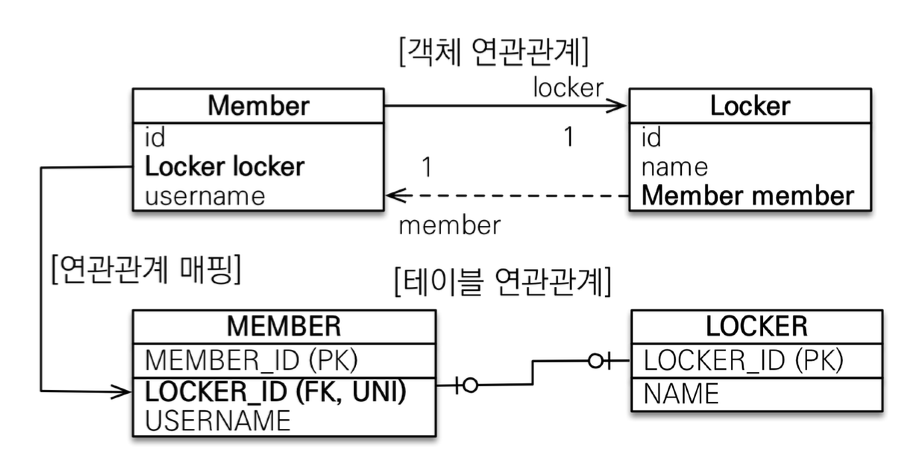 [객체 연관관계]
locker
Member
Locker
id
Locker locker
username
1
1
id
name
Member member
member
[연관관계 매핑]
[테이블 연관관계]
MEMBER
MEMBER_ID (PK)
LOCKER_ID (FK, UNI)
USERNAME
LOCKER
LOCKER_ID (PK)
NAME